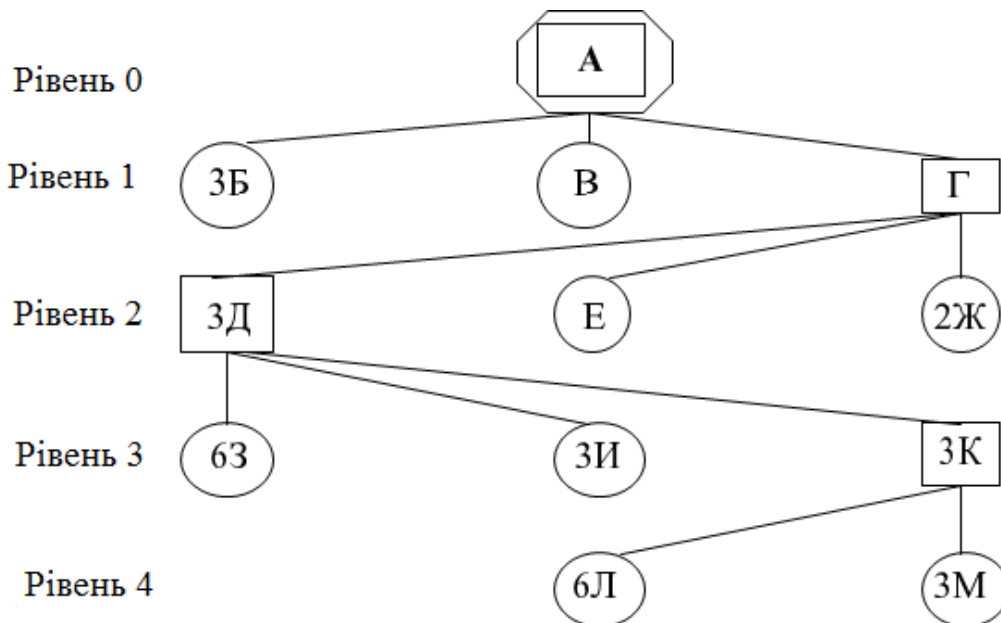 Рівень 0 А
Рівень 1 3Б В Г
Рівень 2 3Д Е 2Ж
Рівень 3 6З 3И 3К
Рівень 4 6Л 3М